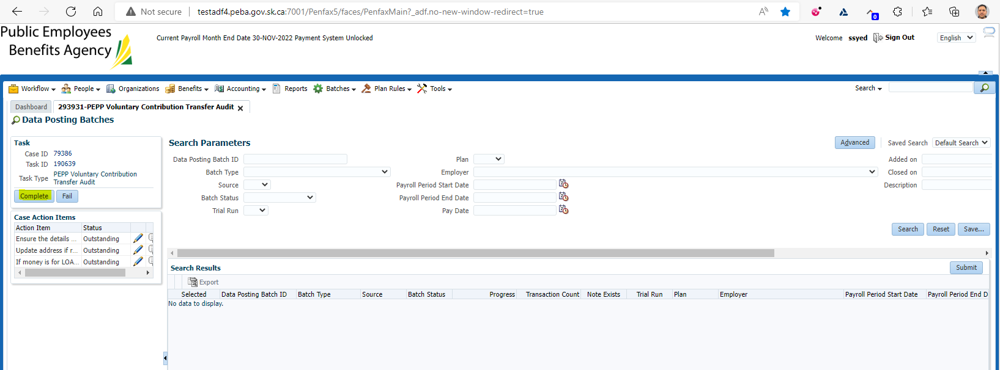 Not secure | testadf4.peba.gov.sk.ca:7001/Penfax5/faces/PenfaxMain?_adf.no-new-window-redirect=true
0
Public Employees
Benefits Agency
Current Payroll Month End Date 30-NOV-2022 Payment System Unlocked
Welcome ssyed Sign Out English
Workflow People Organizations Benefits Accounting Reports Batches Plan Rules Tools Search
Dashboard 293931-PEPP Voluntary Contribution Transfer Audit
Data Posting Batches
Task
Case ID 79386
Task ID 190639
Task Type PEPP Voluntary Contribution
Transfer Audit
Complete Fail
Case Action Items
Action Item Status
Ensure the details ... Outstanding
Update address if r... Outstanding
If money is for LOA... Outstanding
Search Parameters
Advanced Saved Search Default Search
Data Posting Batch ID Plan Added on
Batch Type Employer Closed on
Source Payroll Period Start Date Description
Batch Status Payroll Period End Date
Trial Run Pay Date
Search Reset Save...
Search Results Submit
Export
Selected Data Posting Batch ID Batch Type Source Batch Status Progress Transaction Count Note Exists Trial Run Plan Employer Payroll Period Start Date Payroll Period End D
No data to display.